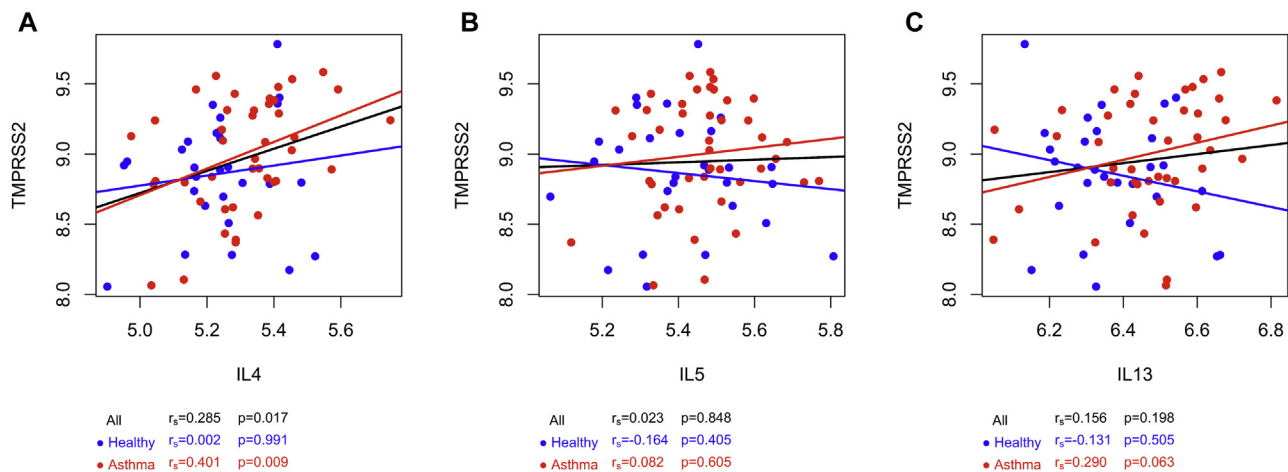 A
TMPRSS2
9.5
9.0
8.5
8.0
5.0 5.2 5.4 5.6
IL4
All rs=0.285 p=0.017
Healthy rs=0.002 p=0.991
Asthma rs=0.401 p=0.009
B
TMPRSS2
9.5
9.0
8.5
8.0
5.2 5.4 5.6 5.8
IL5
All rs=0.023 p=0.848
Healthy rs=-0.164 p=0.405
Asthma rs=0.082 p=0.605
C
TMPRSS2
9.5
9.0
8.5
8.0
6.2 6.4 6.6 6.8
IL13
All rs=0.156 p=0.198
Healthy rs=-0.131 p=0.505
Asthma rs=0.290 p=0.063